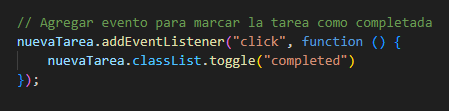 // Agregar evento para marcar la tarea como completada
nuevaTarea.addEventListener("click", function () {
    nuevaTarea.classList.toggle("completed")
});